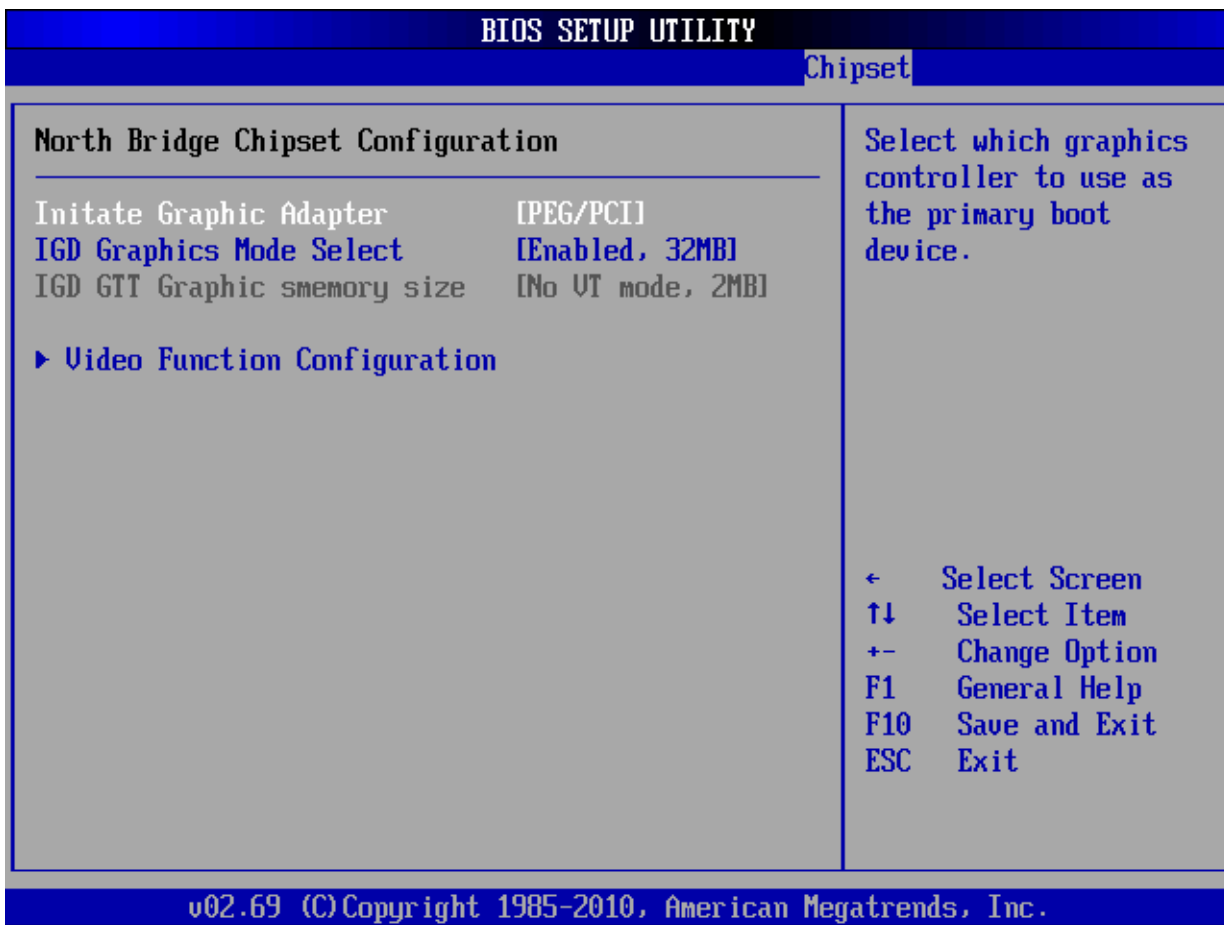 BIOS SETUP UTILITY
Chipset
North Bridge Chipset Configuration
Initate Graphic Adapter [PEG/PCI]
IGD Graphics Mode Select [Enabled, 32MB]
IGD GTT Graphic smemory size [No VT mode, 2MB]
▶ Video Function Configuration
Select which graphics
controller to use as
the primary boot
device.
← Select Screen
↑↓ Select Item
+- Change Option
F1 General Help
F10 Save and Exit
ESC Exit
v02.69 (C)Copyright 1985-2010, American Megatrends, Inc.